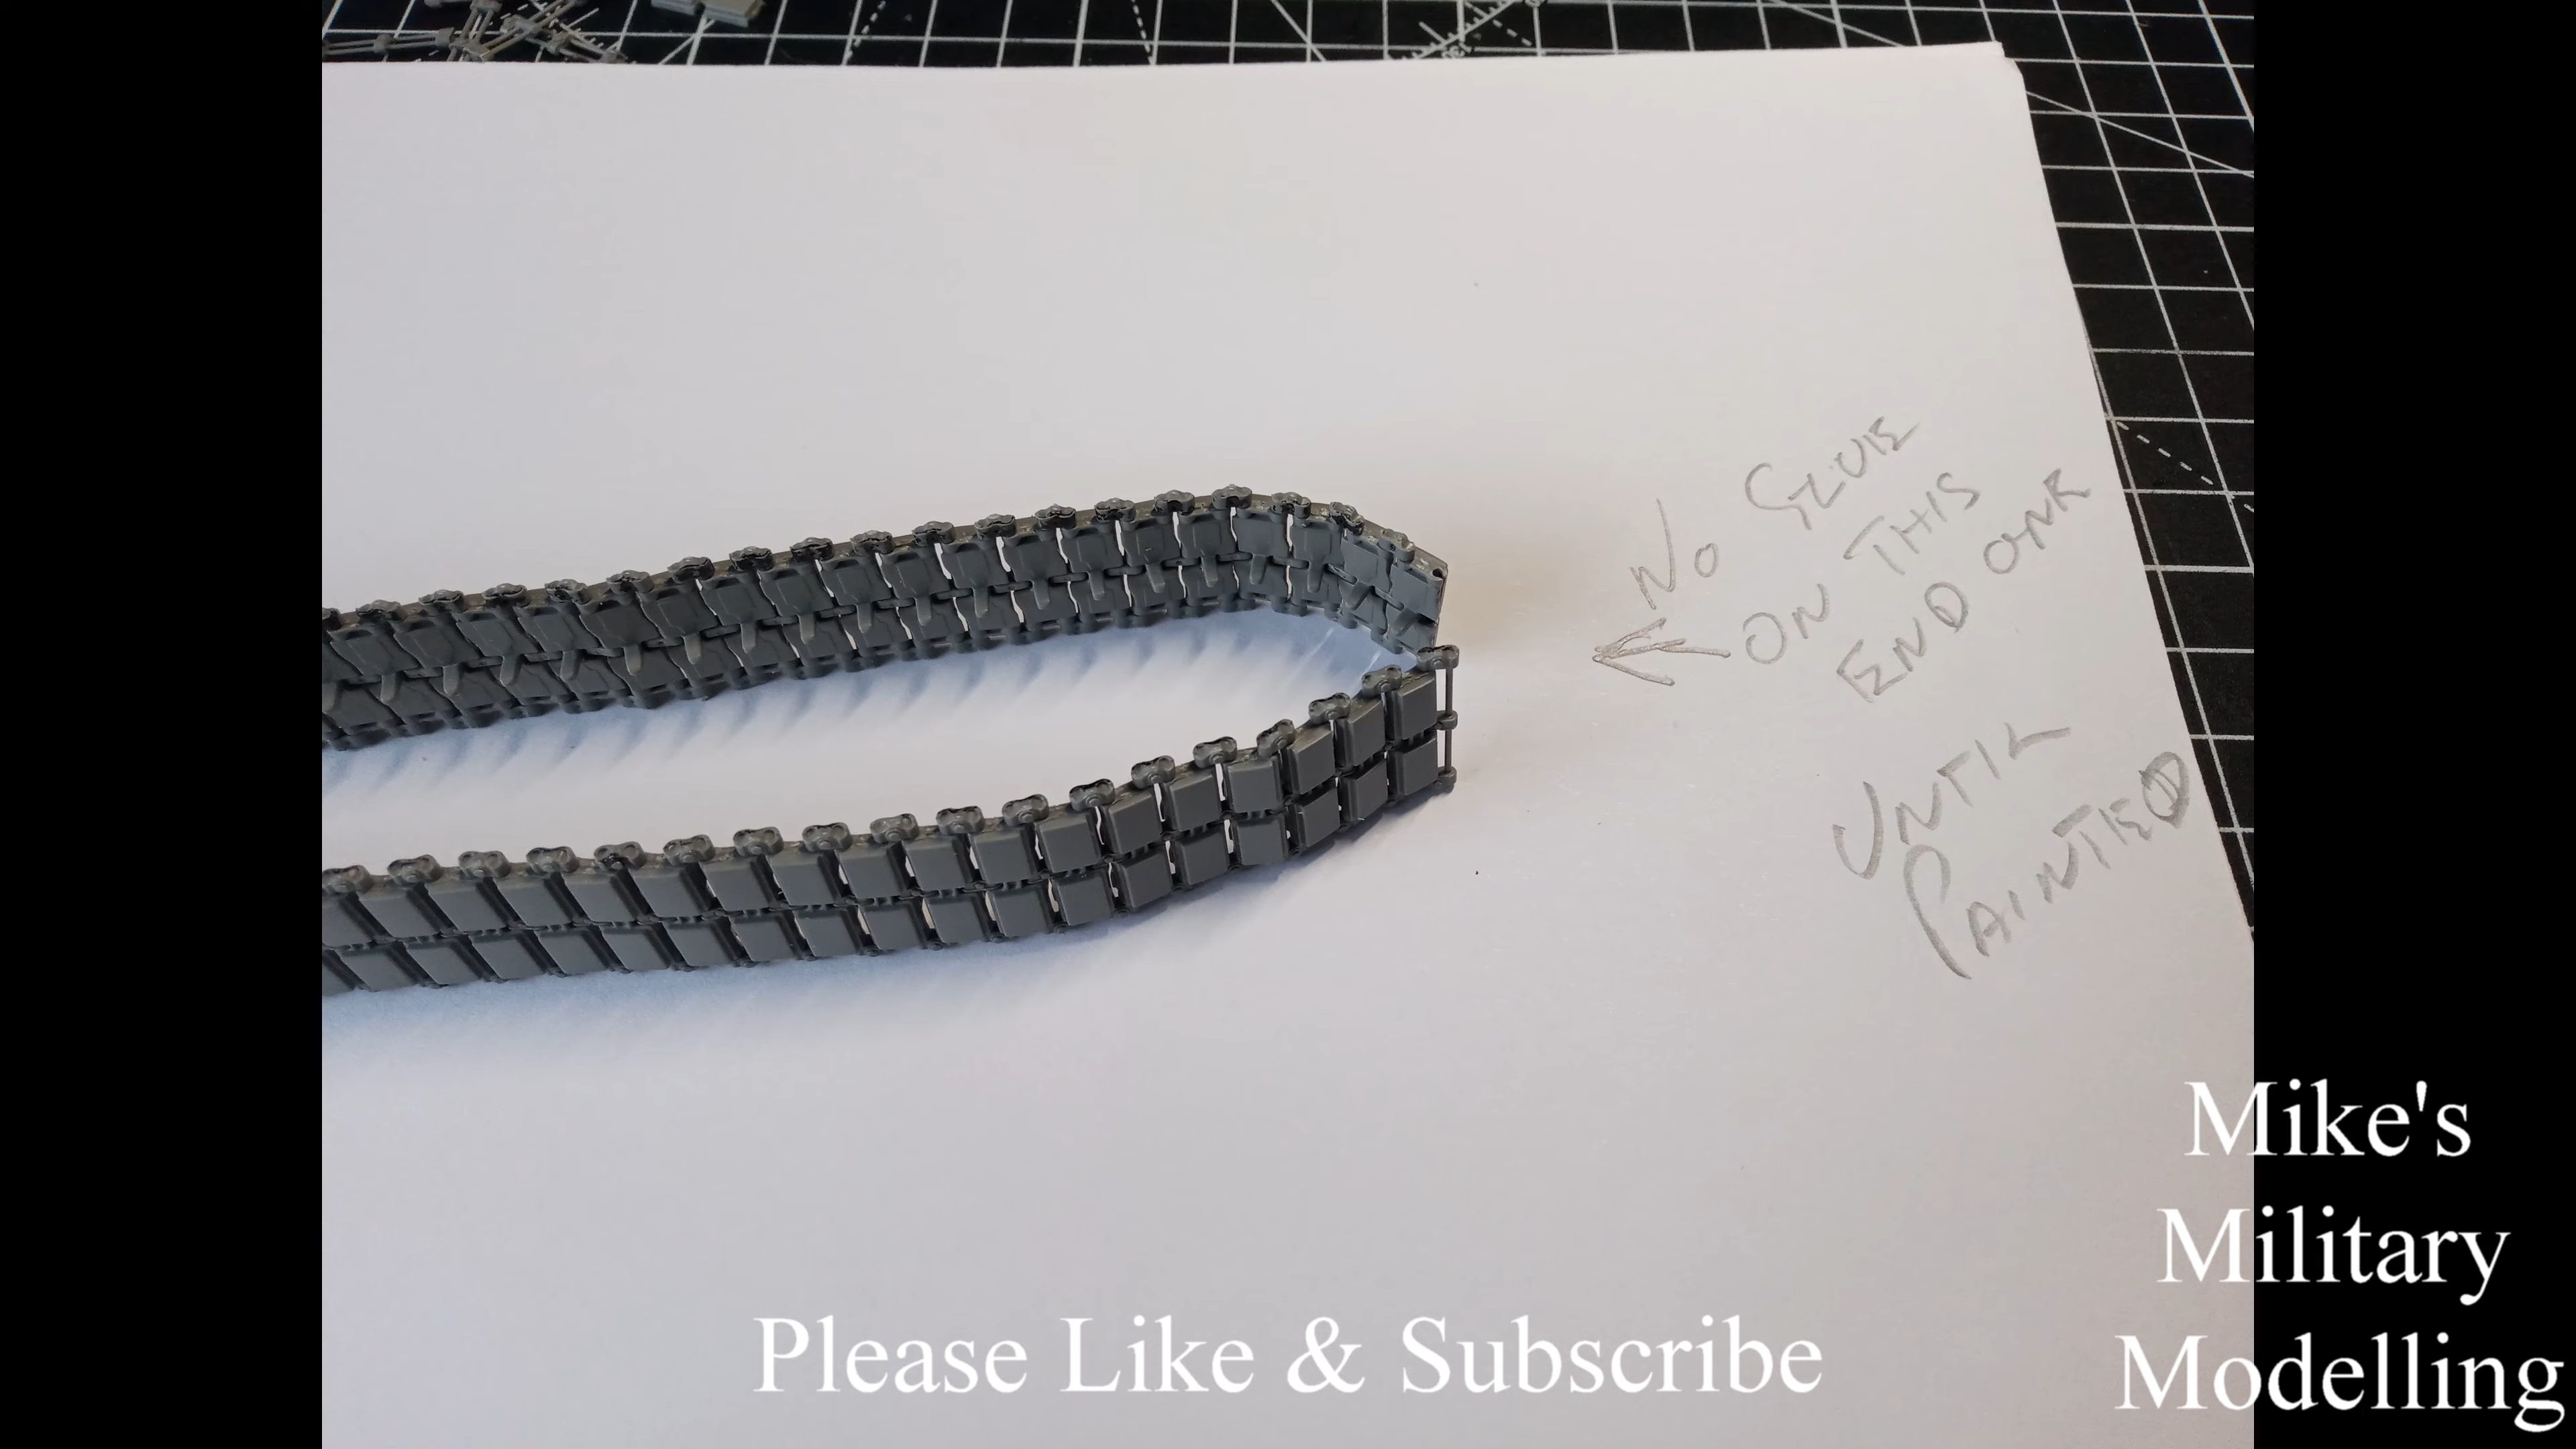 No GLUE
ON THIS
END ONE
UNTIL
PAINTED
Mike's
Military
Modelling
Please Like & Subscribe